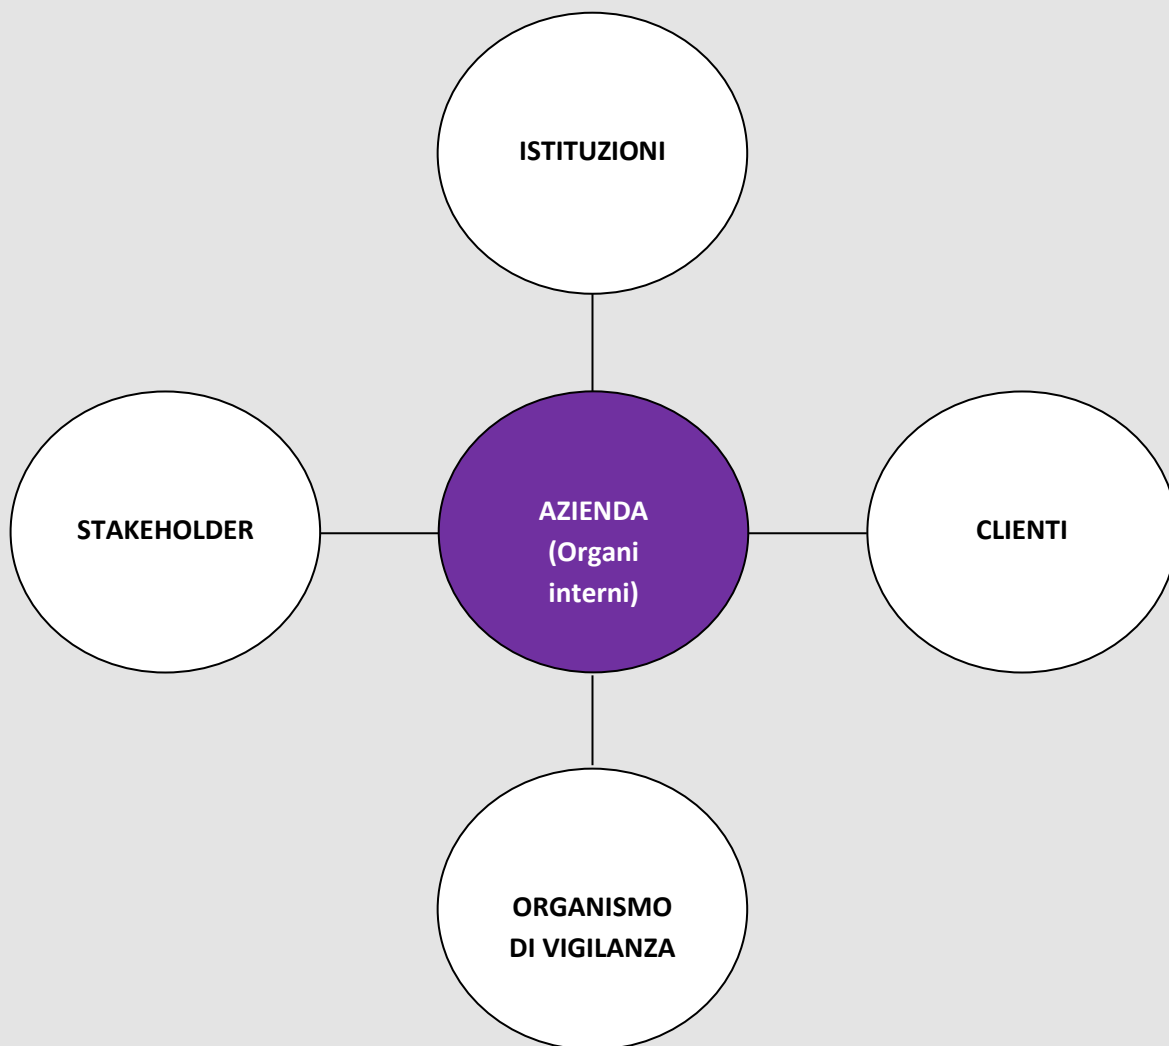 ISTITUZIONI
STAKEHOLDER
AZIENDA
(Organi
interni)
CLIENTI
ORGANISMO
DI VIGILANZA